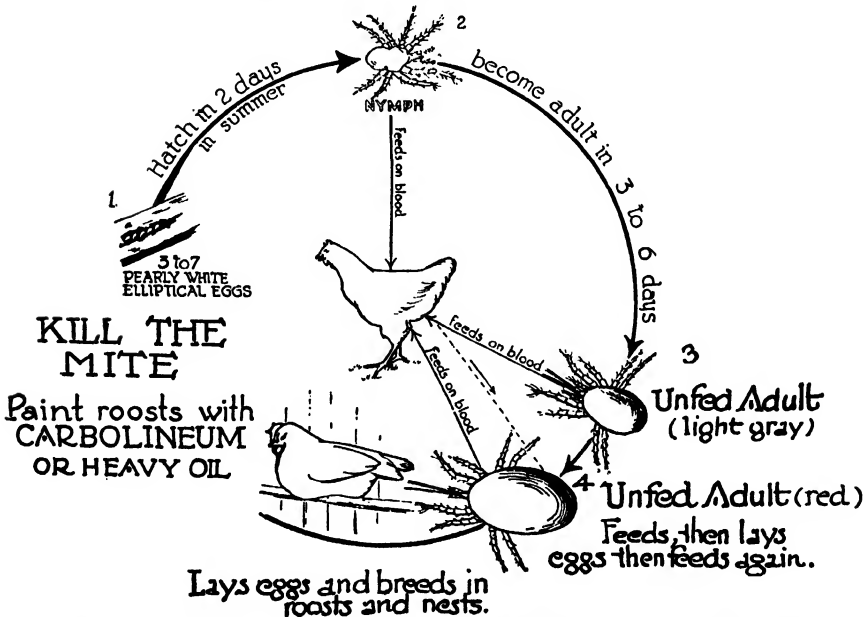 2
NYMPH
Hatch in 2 days
in summer
become adult in 3 to 6 days
feeds on blood
1.
3 to 7
PEARLY WHITE
ELLIPTICAL EGGS
KILL THE
MITE
Paint roosts with
CARBOLINEUM
OR HEAVY OIL
feeds on blood
feeds on blood
3
Unfed Adult
(light gray)
4
Unfed Adult (red)
Feeds, then lays
eggs then feeds again.
Lays eggs and breeds in
roosts and nests.